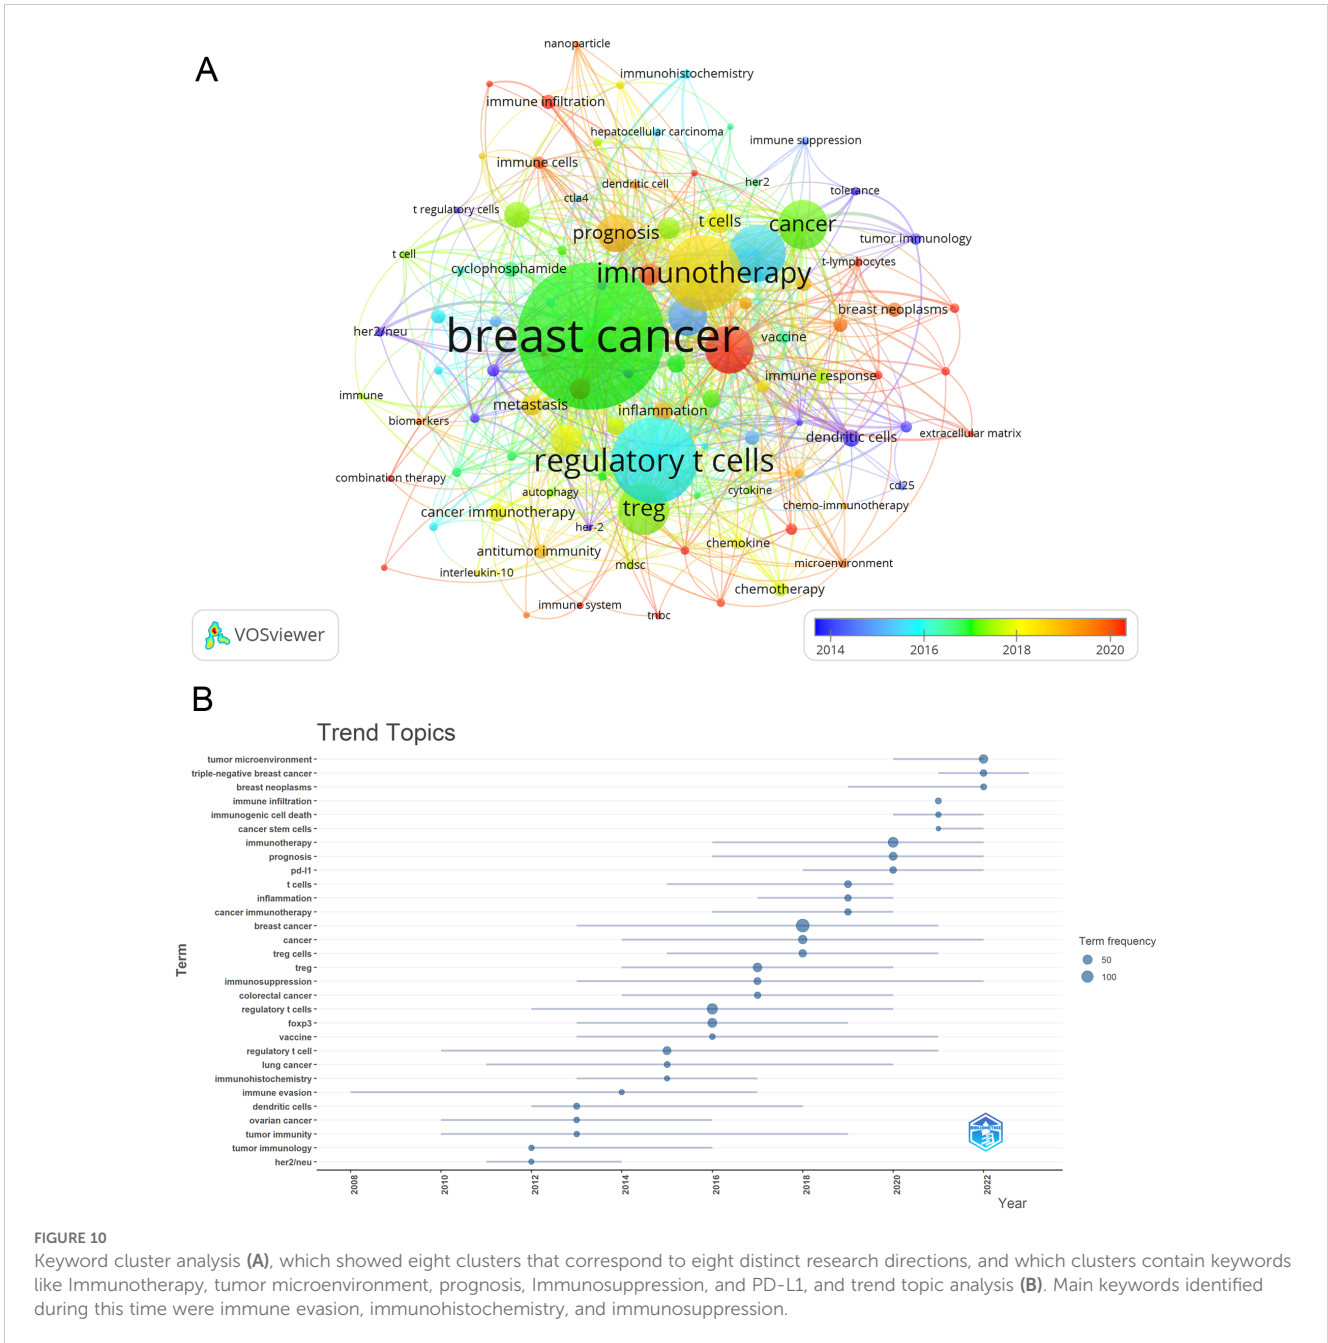 A
nanoparticle
immunohistochemistry
immune infiltration
hepatocellular carcinoma
immune suppression
immune cells
dendritic cell
her2
tolerance
ctla4
t regulatory cells
t cells
cancer
prognosis
tumor immunology
t cell
t-lymphocytes
cyclophosphamide
immunotherapy
breast neoplasms
her2/neu
breast cancer
vaccine
immune response
immune
metastasis
inflammation
biomarkers
dendritic cells
extracellular matrix
regulatory t cells
combination therapy
cd25
autophagy
cytokine
chemo-immunotherapy
cancer immunotherapy
treg
her-2
chemokine
antitumor immunity
mdsc
microenvironment
interleukin-10
chemotherapy
immune system
tnbc
VOSviewer
2014 2016 2018 2020
B
Trend Topics
tumor microenvironment
triple-negative breast cancer
breast neoplasms
immune infiltration
immunogenic cell death
cancer stem cells
immunotherapy
prognosis
pd-l1
t cells
inflammation
cancer immunotherapy
breast cancer
cancer
treg cells
treg
immunosuppression
colorectal cancer
regulatory t cells
foxp3
vaccine
regulatory t cell
lung cancer
immunohistochemistry
immune evasion
dendritic cells
ovarian cancer
tumor immunity
tumor immunology
her2/neu
Term
Term frequency
50
100
2008 2010 2012 2014 2016 2018 2020 2022
Year
FIGURE 10
Keyword cluster analysis (A), which showed eight clusters that correspond to eight distinct research directions, and which clusters contain keywords
like Immunotherapy, tumor microenvironment, prognosis, Immunosuppression, and PD-L1, and trend topic analysis (B). Main keywords identified
during this time were immune evasion, immunohistochemistry, and immunosuppression.